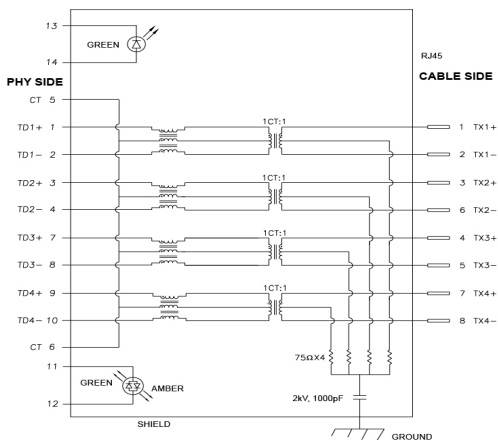 13
GREEN
14
RJ45
PHY SIDE
CABLE SIDE
CT 5
1CT:1
TD1+ 1
1 TX1+
TD1- 2
2 TX1-
1CT:1
TD2+ 3
3 TX2+
TD2- 4
6 TX2-
1CT:1
TD3+ 7
4 TX3+
TD3- 8
5 TX3-
1CT:1
TD4+ 9
7 TX4+
TD4- 10
8 TX4-
CT 6
75ΩX4
11
GREEN
AMBER
12
2kV, 1000pF
SHIELD
GROUND